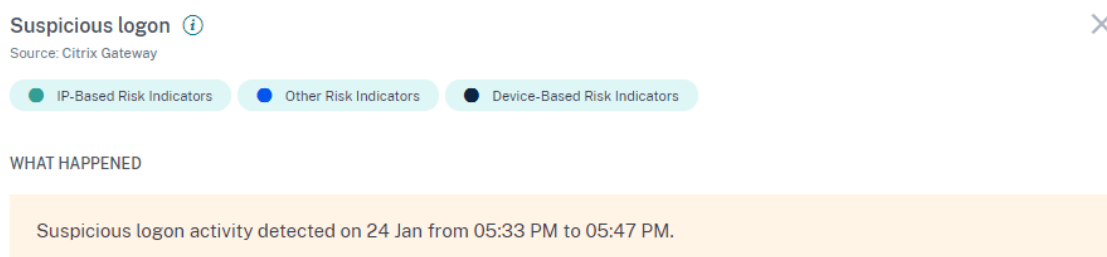 Suspicious logon
Source: Citrix Gateway
IP-Based Risk Indicators Other Risk Indicators Device-Based Risk Indicators
WHAT HAPPENED
Suspicious logon activity detected on 24 Jan from 05:33 PM to 05:47 PM.